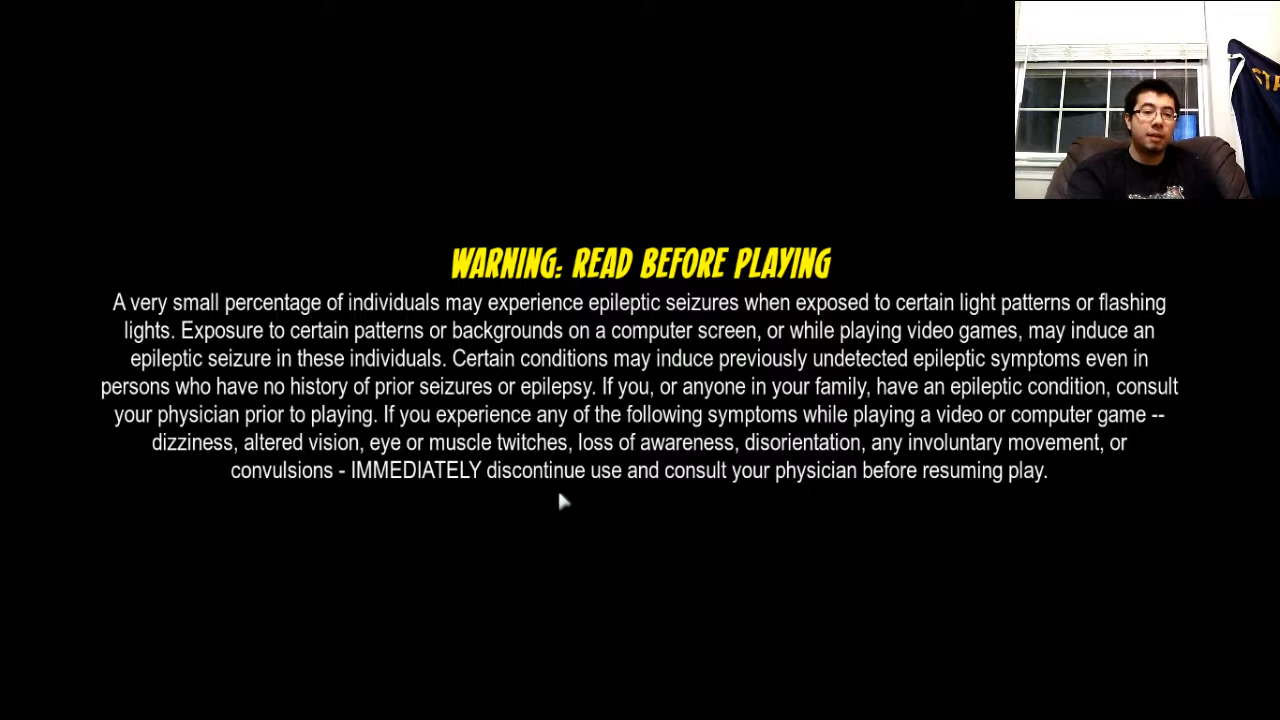 WARNING: READ BEFORE PLAYING
A very small percentage of individuals may experience epileptic seizures when exposed to certain light patterns or flashing
lights. Exposure to certain patterns or backgrounds on a computer screen, or while playing video games, may induce an
epileptic seizure in these individuals. Certain conditions may induce previously undetected epileptic symptoms even in
persons who have no history of prior seizures or epilepsy. If you, or anyone in your family, have an epileptic condition, consult
your physician prior to playing. If you experience any of the following symptoms while playing a video or computer game --
dizziness, altered vision, eye or muscle twitches, loss of awareness, disorientation, any involuntary movement, or
convulsions - IMMEDIATELY discontinue use and consult your physician before resuming play.